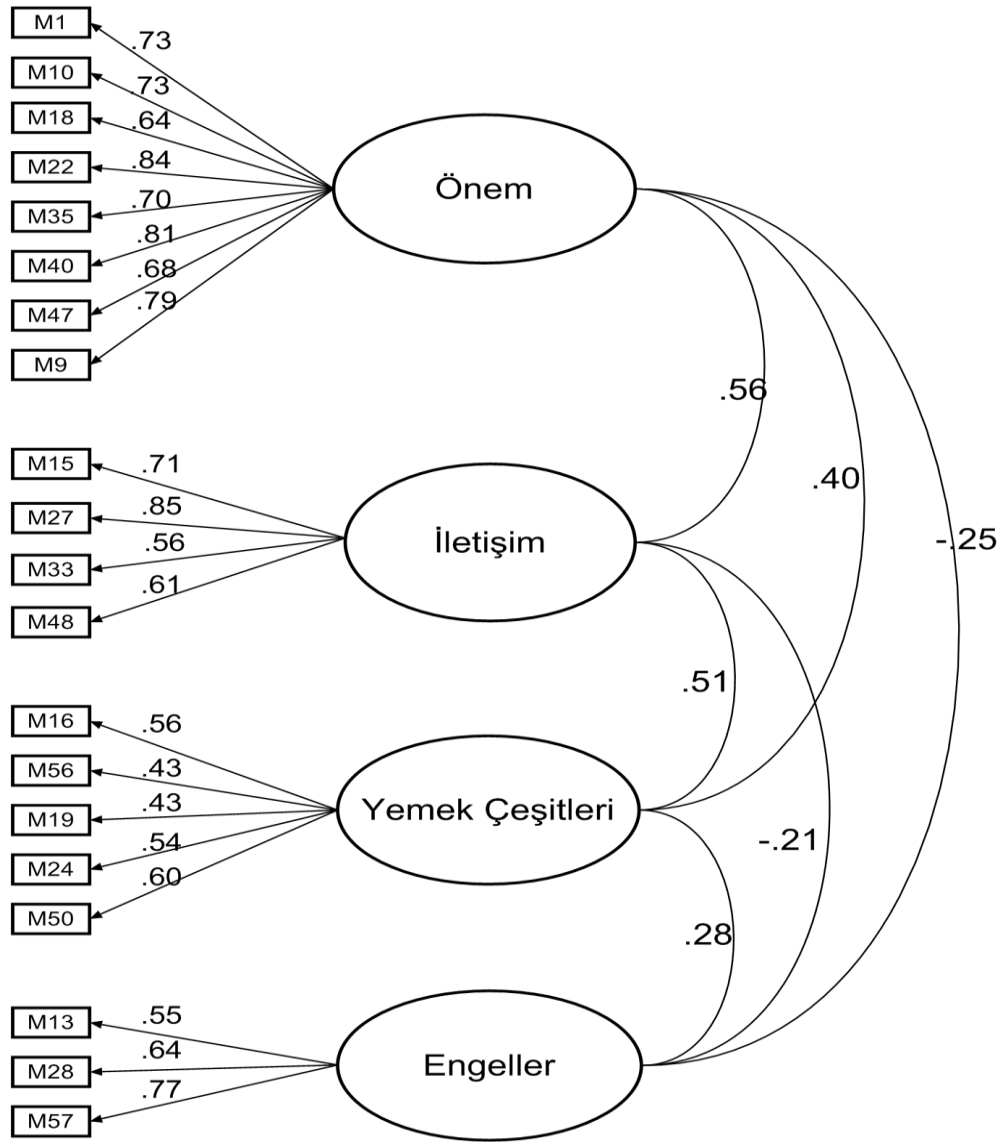 M1
.73
M10
.73
M18
.64
M22
.84
M35
.70
M40
.81
M47
.68
M9
.79
Önem
M15
.71
M27
.85
M33
.56
M48
.61
İletişim
M16
.56
M56
.43
M19
.43
M24
.54
M50
.60
Yemek Çeşitleri
M13
.55
M28
.64
M57
.77
Engeller
.56
.40
-.25
.51
-.21
.28